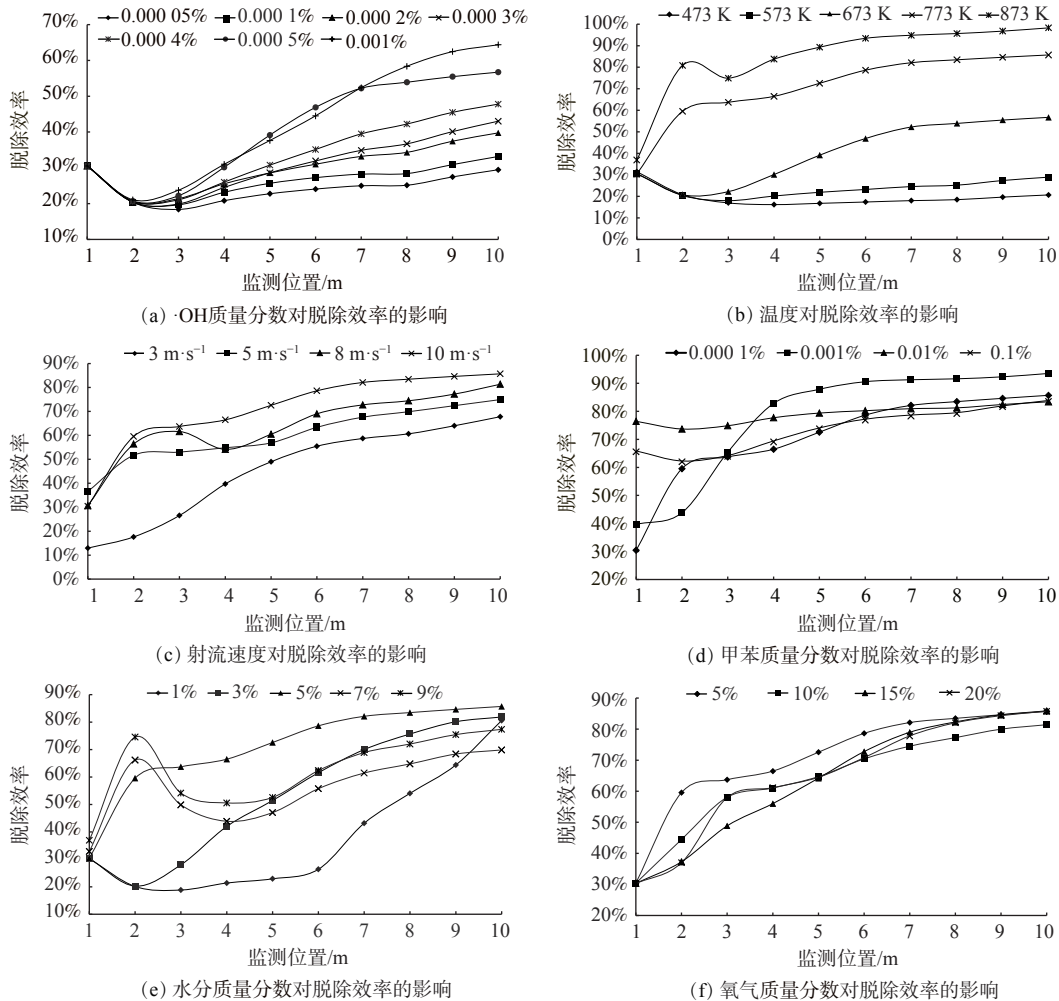 0.000 05% 0.000 1% 0.000 2% 0.000 3%
0.000 4% 0.000 5% 0.001%
70%
60%
50%
40%
30%
20%
10%
脱除效率
1 2 3 4 5 6 7 8 9 10
监测位置/m
(a) ·OH质量分数对脱除效率的影响
473 K 573 K 673 K 773 K 873 K
100%
90%
80%
70%
60%
50%
40%
30%
20%
10%
0%
脱除效率
1 2 3 4 5 6 7 8 9 10
监测位置/m
(b) 温度对脱除效率的影响
3 m·s⁻¹ 5 m·s⁻¹ 8 m·s⁻¹ 10 m·s⁻¹
90%
80%
70%
60%
50%
40%
30%
20%
10%
0%
脱除效率
1 2 3 4 5 6 7 8 9 10
监测位置/m
(c) 射流速度对脱除效率的影响
0.000 1% 0.001% 0.01% 0.1%
100%
90%
80%
70%
60%
50%
40%
30%
20%
脱除效率
1 2 3 4 5 6 7 8 9 10
监测位置/m
(d) 甲苯质量分数对脱除效率的影响
1% 3% 5% 7% 9%
90%
80%
70%
60%
50%
40%
30%
20%
10%
脱除效率
1 2 3 4 5 6 7 8 9 10
监测位置/m
(e) 水分质量分数对脱除效率的影响
5% 10% 15% 20%
90%
80%
70%
60%
50%
40%
30%
20%
脱除效率
1 2 3 4 5 6 7 8 9 10
监测位置/m
(f) 氧气质量分数对脱除效率的影响